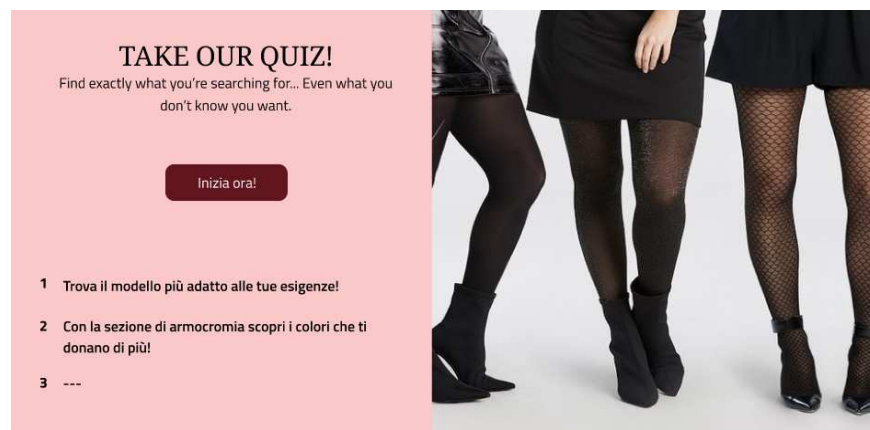 TAKE OUR QUIZ!
Find exactly what you're searching for... Even what you
don't know you want.
Inizia ora!
1 Trova il modello più adatto alle tue esigenze!
2 Con la sezione di armocromia scopri i colori che ti
donano di più!
3 ---